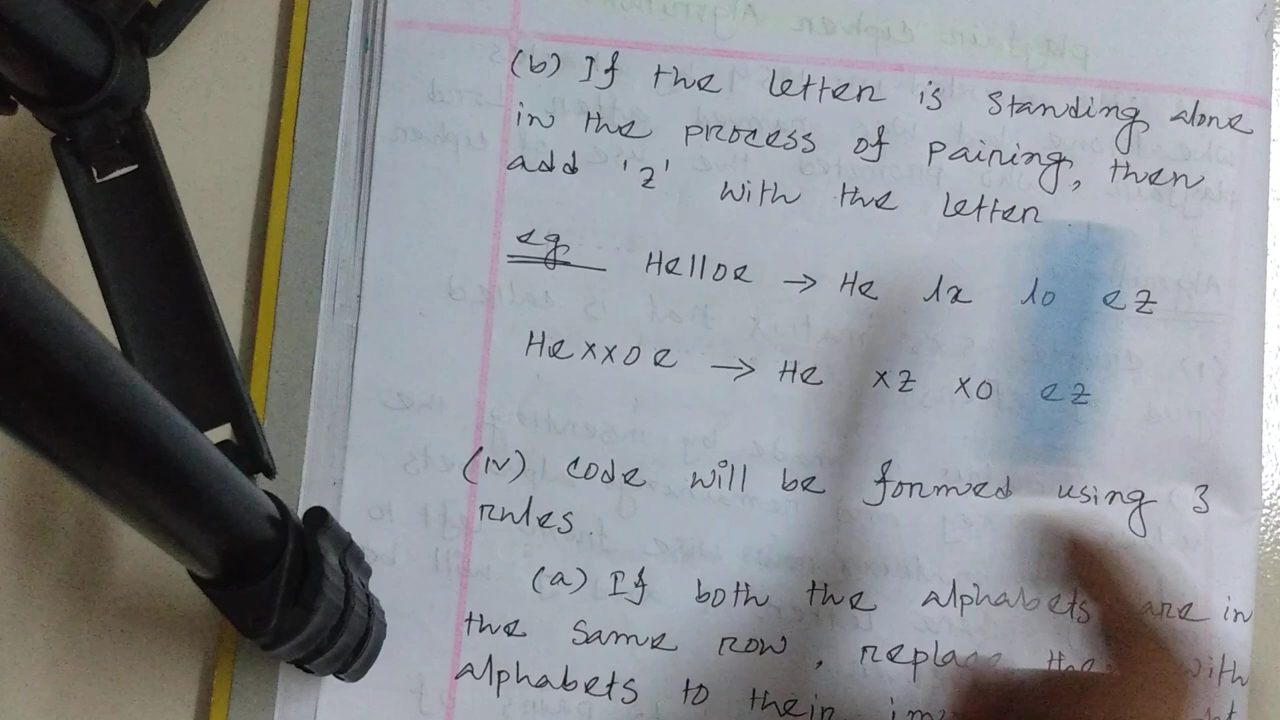 (b) If the letter is standing alone
in the process of pairing, then
add 'z' with the letter
eg. Helloe → He lx lo ez
Hexxoe → He xz xo ez
(iv) code will be formed using 3
rules.
(a) If both the alphabets are in
the same row, replace with
alphabets to their